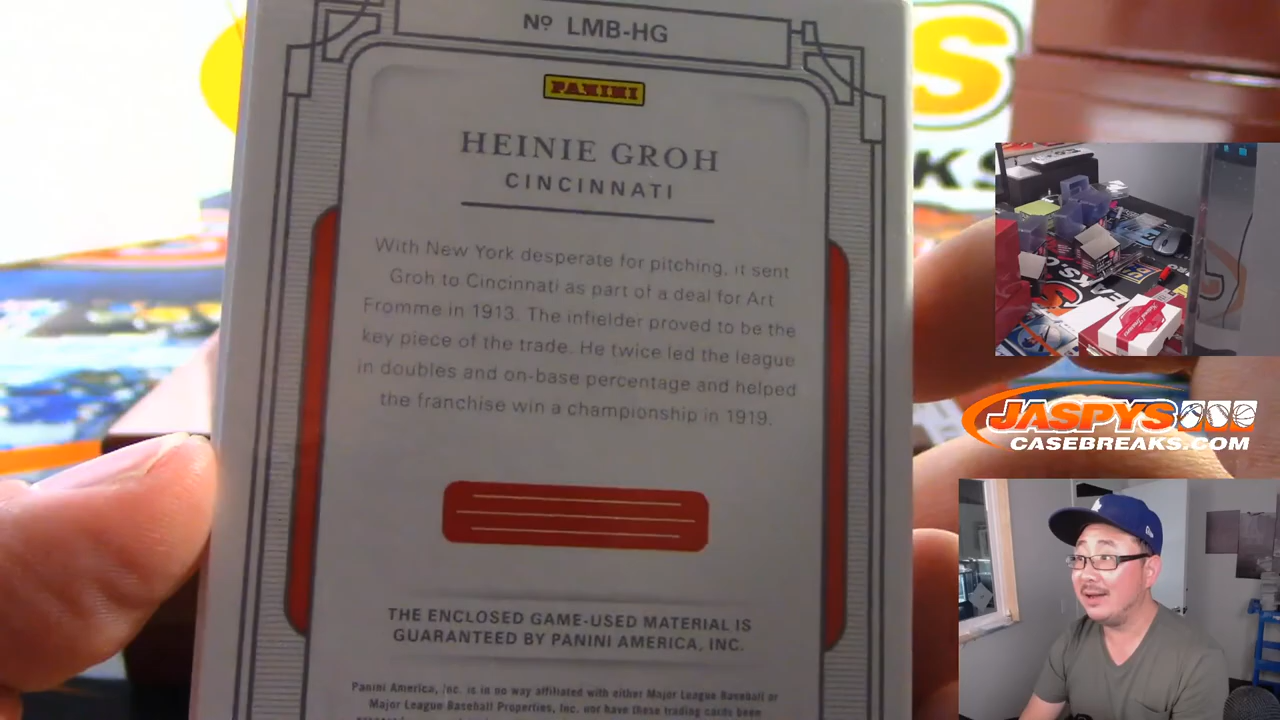 Nº LMB-HG
PANINI
HEINIE GROH
CINCINNATI
With New York desperate for pitching, it sent
Groh to Cincinnati as part of a deal for Art
Fromme in 1913. The infielder proved to be the
key piece of the trade. He twice led the league
in doubles and on-base percentage and helped
the franchise win a championship in 1919.
THE ENCLOSED GAME-USED MATERIAL IS
GUARANTEED BY PANINI AMERICA, INC.
Panini America, Inc. is in no way affiliated with either Major League Baseball or
Major League Baseball Properties, Inc. nor have these trading cards been
JASPYS
CASEBREAKS.COM